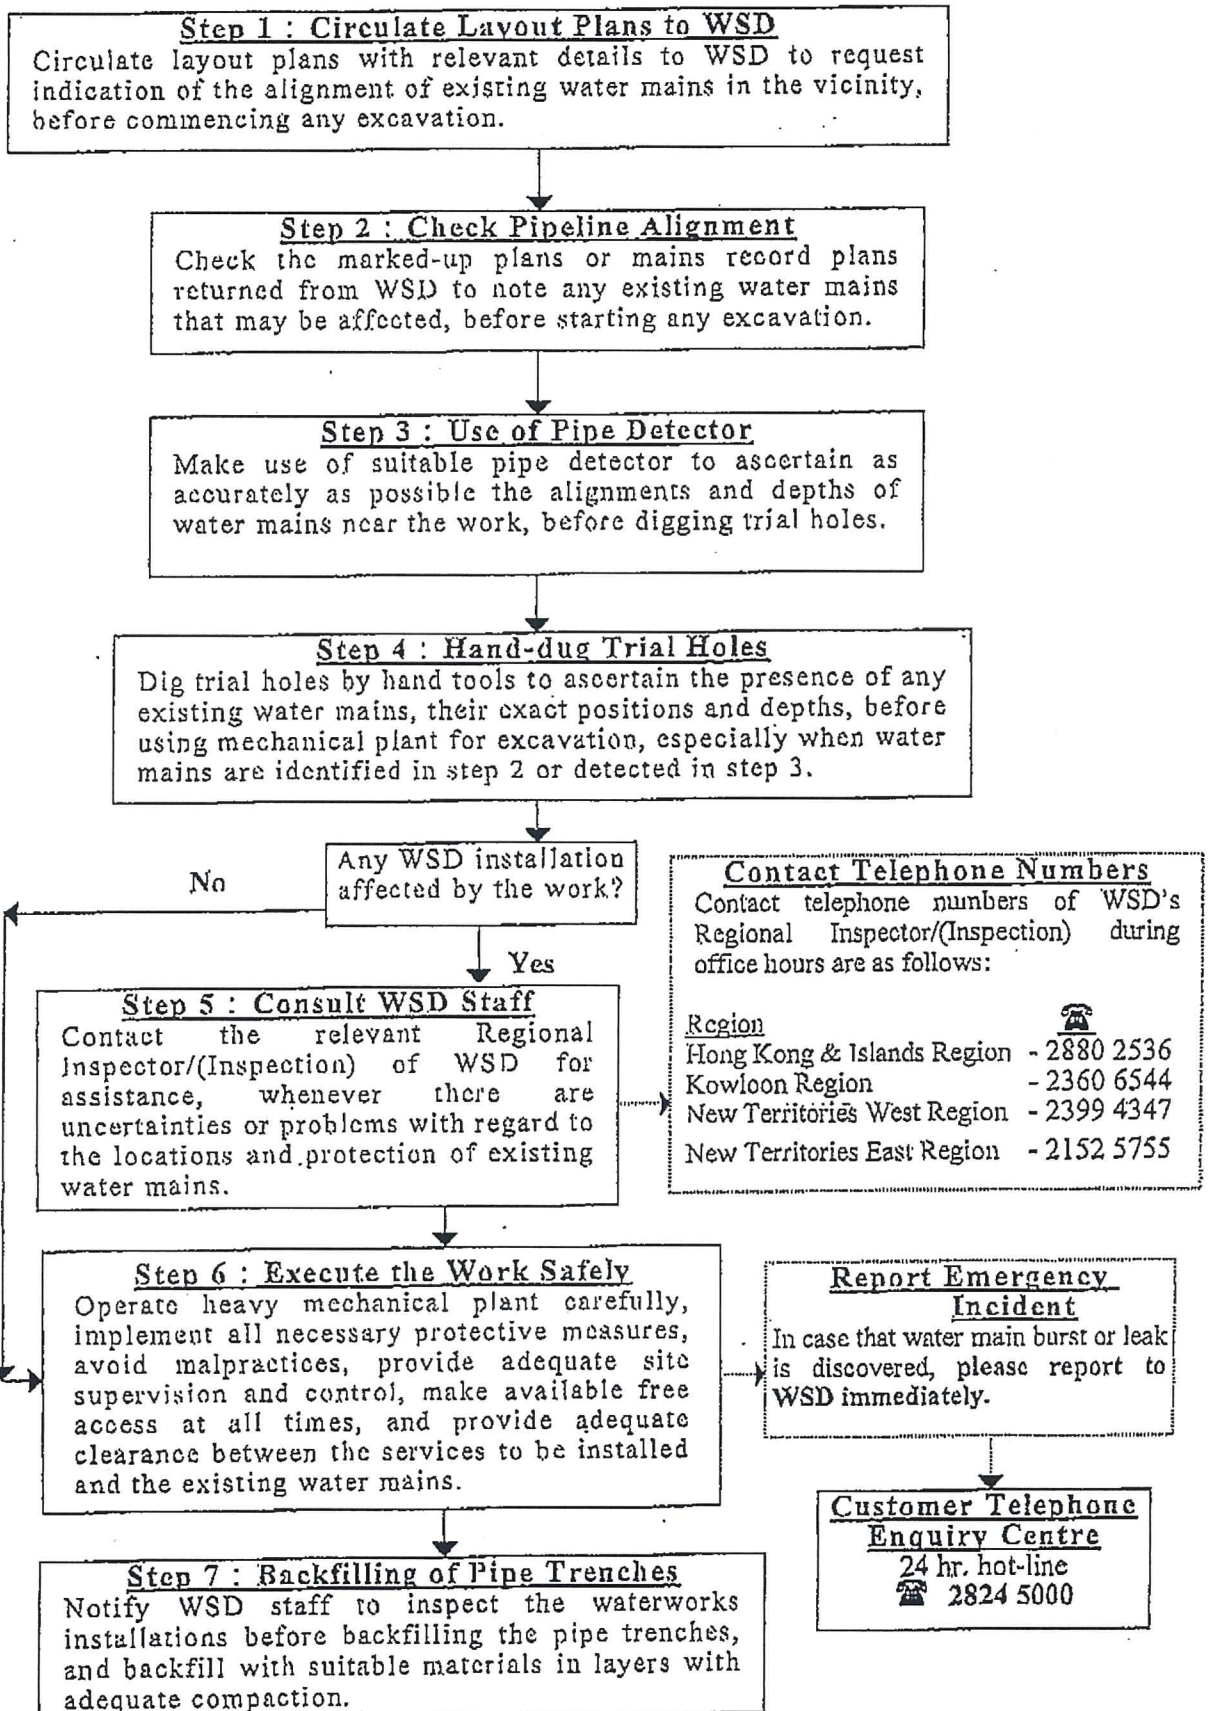 Step 1 : Circulate Layout Plans to WSD
Circulate layout plans with relevant details to WSD to request
indication of the alignment of existing water mains in the vicinity,
before commencing any excavation.
Step 2 : Check Pipeline Alignment
Check the marked-up plans or mains record plans
returned from WSD to note any existing water mains
that may be affected, before starting any excavation.
Step 3 : Use of Pipe Detector
Make use of suitable pipe detector to ascertain as
accurately as possible the alignments and depths of
water mains near the work, before digging trial holes.
Step 4 : Hand-dug Trial Holes
Dig trial holes by hand tools to ascertain the presence of any
existing water mains, their exact positions and depths, before
using mechanical plant for excavation, especially when water
mains are identified in step 2 or detected in step 3.
Any WSD installation
affected by the work?
No
Yes
Step 5 : Consult WSD Staff
Contact the relevant Regional
Inspector/(Inspection) of WSD for
assistance, whenever there are
uncertainties or problems with regard to
the locations and protection of existing
water mains.
Contact Telephone Numbers
Contact telephone numbers of WSD's
Regional Inspector/(Inspection) during
office hours are as follows:
Region ☎
Hong Kong & Islands Region - 2880 2536
Kowloon Region - 2360 6544
New Territories West Region - 2399 4347
New Territories East Region - 2152 5755
Step 6 : Execute the Work Safely
Operate heavy mechanical plant carefully,
implement all necessary protective measures,
avoid malpractices, provide adequate site
supervision and control, make available free
access at all times, and provide adequate
clearance between the services to be installed
and the existing water mains.
Report Emergency
Incident
In case that water main burst or leak
is discovered, please report to
WSD immediately.
Customer Telephone
Enquiry Centre
24 hr. hot-line
☎ 2824 5000
Step 7 : Backfilling of Pipe Trenches
Notify WSD staff to inspect the waterworks
installations before backfilling the pipe trenches,
and backfill with suitable materials in layers with
adequate compaction.